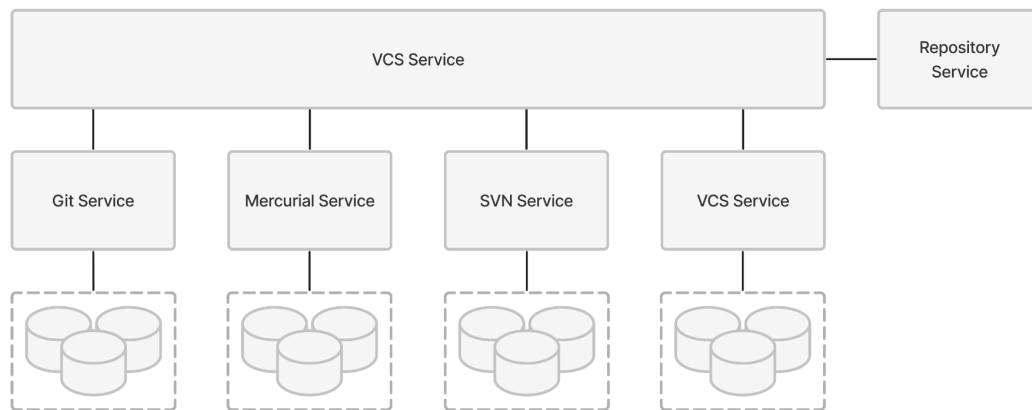 VCS Service
Repository
Service
Git Service
Mercurial Service
SVN Service
VCS Service